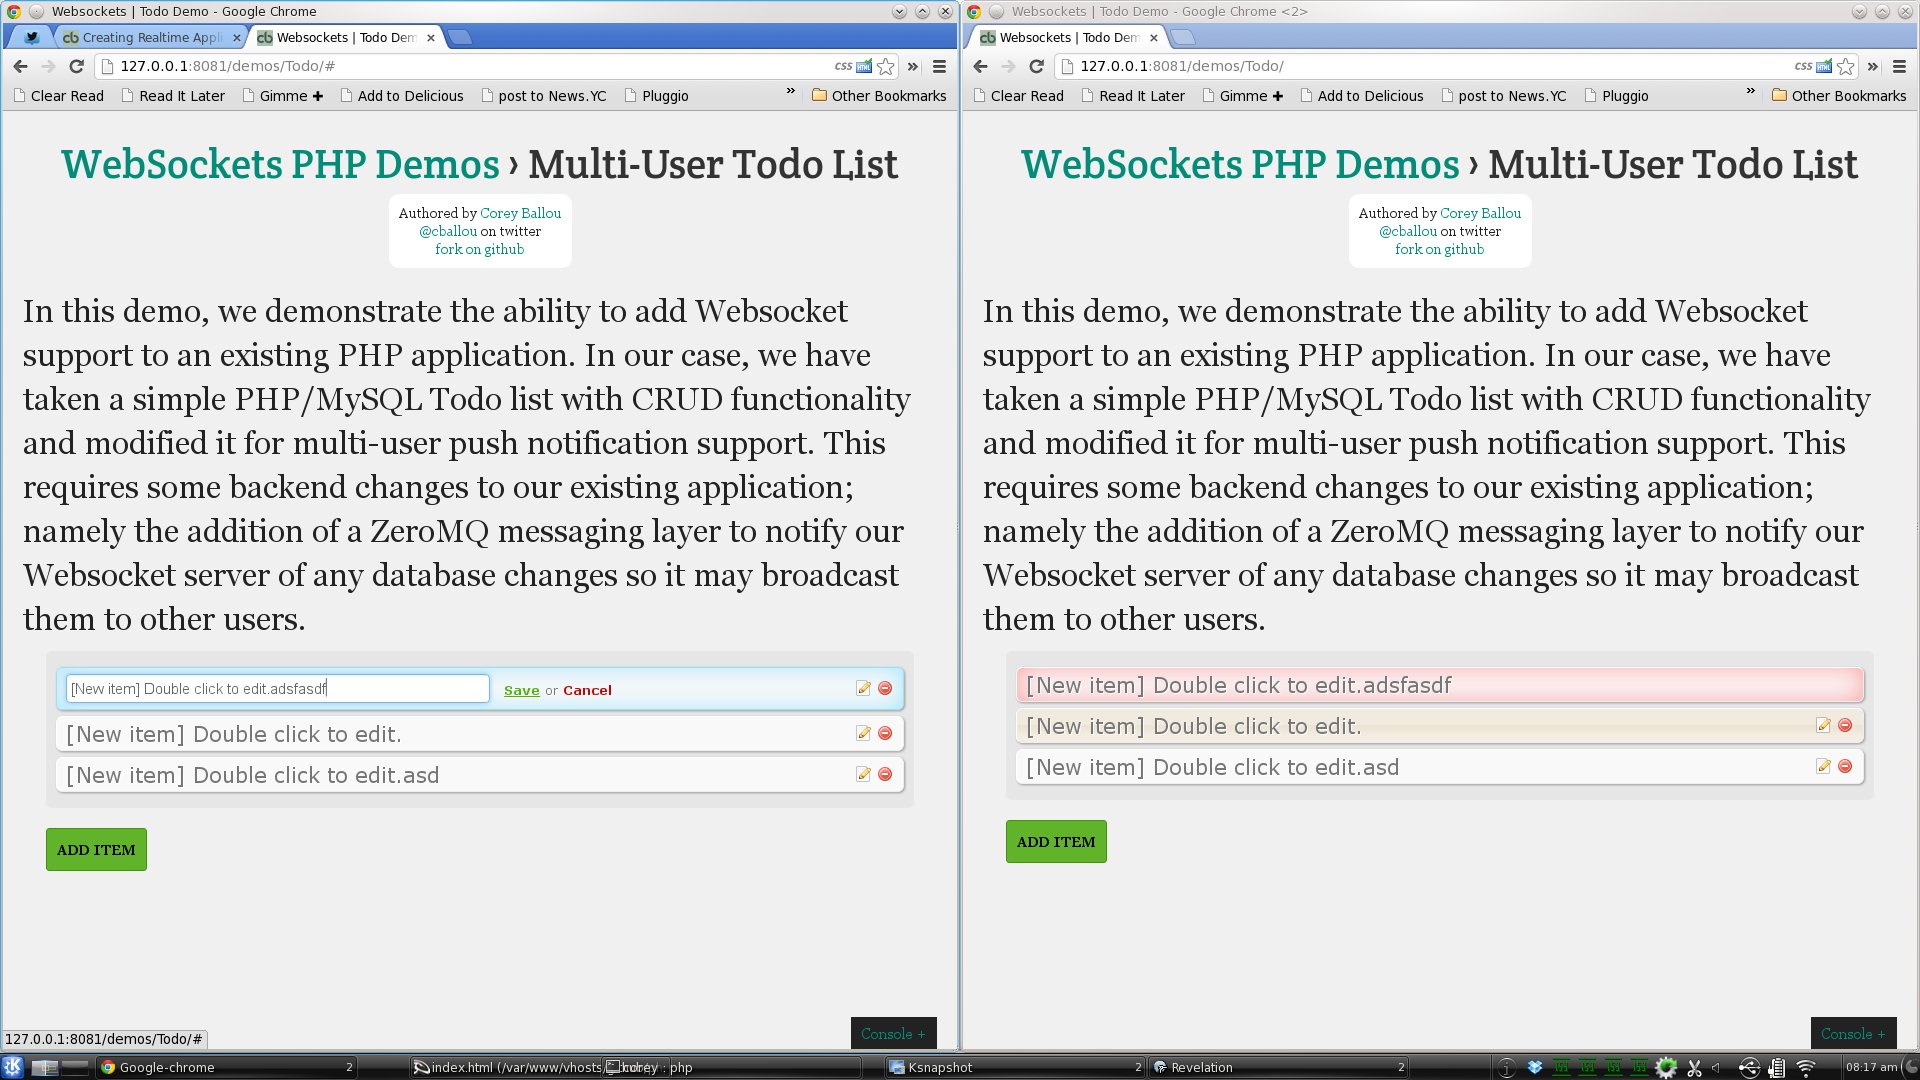 Websockets | Todo Demo - Google Chrome
Creating Realtime Appli
Websockets | Todo Dem
127.0.0.1:8081/demos/Todo/#
CSS
Clear Read
Read It Later
Gimme +
Add to Delicious
post to News.YC
Pluggio
»
Other Bookmarks
WebSockets PHP Demos › Multi-User Todo List
Authored by Corey Ballou
@cballou on twitter
fork on github
In this demo, we demonstrate the ability to add Websocket
support to an existing PHP application. In our case, we have
taken a simple PHP/MySQL Todo list with CRUD functionality
and modified it for multi-user push notification support. This
requires some backend changes to our existing application;
namely the addition of a ZeroMQ messaging layer to notify our
Websocket server of any database changes so it may broadcast
them to other users.
[New item] Double click to edit.adsfasdf
Save or Cancel
[New item] Double click to edit.
[New item] Double click to edit.asd
ADD ITEM
Console +
127.0.0.1:8081/demos/Todo/#
Websockets | Todo Demo - Google Chrome <2>
Websockets | Todo Dem
127.0.0.1:8081/demos/Todo/
CSS
Clear Read
Read It Later
Gimme +
Add to Delicious
post to News.YC
Pluggio
»
Other Bookmarks
WebSockets PHP Demos › Multi-User Todo List
Authored by Corey Ballou
@cballou on twitter
fork on github
In this demo, we demonstrate the ability to add Websocket
support to an existing PHP application. In our case, we have
taken a simple PHP/MySQL Todo list with CRUD functionality
and modified it for multi-user push notification support. This
requires some backend changes to our existing application;
namely the addition of a ZeroMQ messaging layer to notify our
Websocket server of any database changes so it may broadcast
them to other users.
[New item] Double click to edit.adsfasdf
[New item] Double click to edit.
[New item] Double click to edit.asd
ADD ITEM
Console +
Google-chrome 2
index.html (/var/www/vhosts/
: php
Ksnapshot 2
Revelation 2
08:17 am